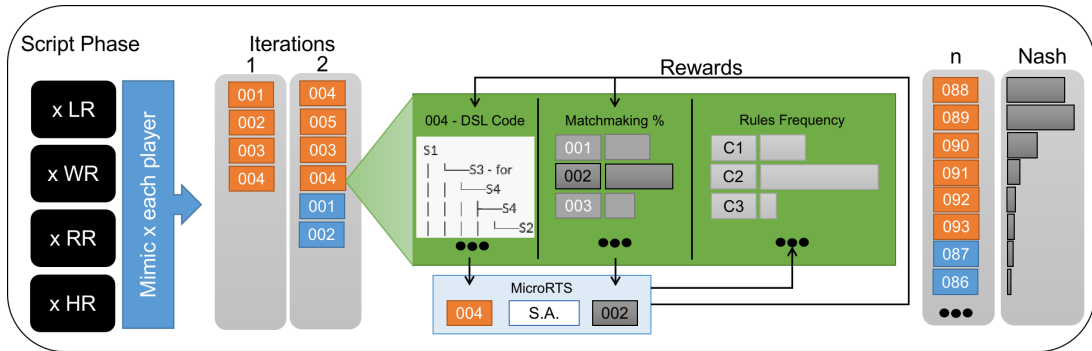 Script Phase
x LR
x WR
x RR
x HR
Mimic x each player
Iterations
1
2
001
002
003
004
004
005
003
004
001
002
Rewards
004 - DSL Code
S1
S3 - for
S4
S4
S2
Matchmaking %
001
002
003
Rules Frequency
C1
C2
C3
MicroRTS
004
S.A.
002
n
088
089
090
091
092
093
087
086
Nash